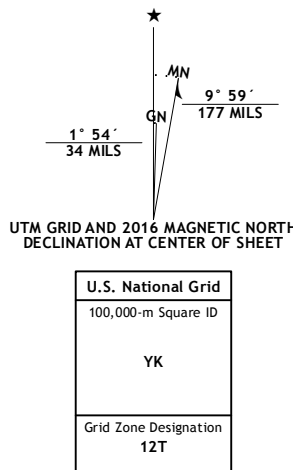 ★
MN
GN
9° 59´
177 MILS
1° 54´
34 MILS
UTM GRID AND 2016 MAGNETIC NORTH
DECLINATION AT CENTER OF SHEET
U.S. National Grid
100,000-m Square ID
YK
Grid Zone Designation
12T